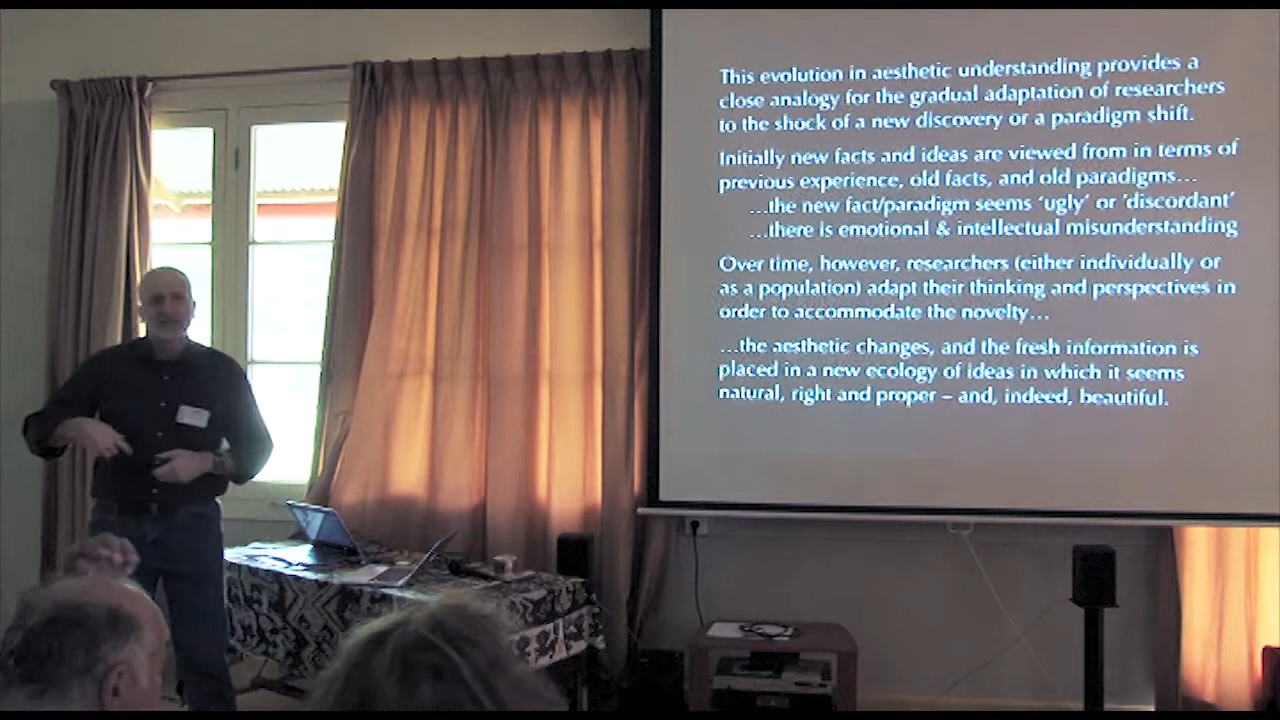 This evolution in aesthetic understanding provides a
close analogy for the gradual adaptation of researchers
to the shock of a new discovery or a paradigm shift.
Initially new facts and ideas are viewed from in terms of
previous experience, old facts, and old paradigms…
…the new fact/paradigm seems ‘ugly’ or ‘discordant’
…there is emotional & intellectual misunderstanding
Over time, however, researchers (either individually or
as a population) adapt their thinking and perspectives in
order to accommodate the novelty…
…the aesthetic changes, and the fresh information is
placed in a new ecology of ideas in which it seems
natural, right and proper – and, indeed, beautiful.